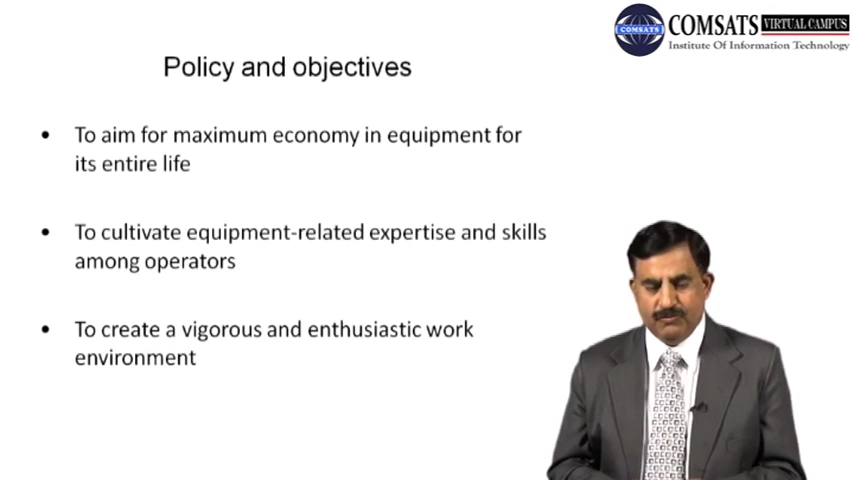 COMSATS
COMSATS VIRTUAL CAMPUS
Institute Of Information Technology
Policy and objectives
• To aim for maximum economy in equipment for
its entire life
• To cultivate equipment-related expertise and skills
among operators
• To create a vigorous and enthusiastic work
environment